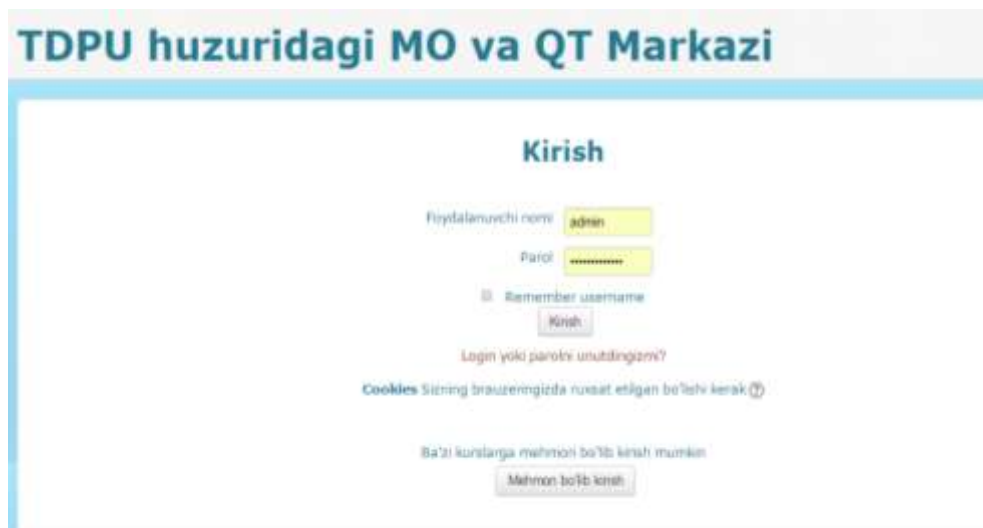 TDPU huzuridagi MO va QT Markazi
Kirish
Foydalanuvchi nomi admin
Parol ••••••••••••
Remember username
Kirish
Login yoki parolni unutdingizmi?
Cookies Sizning brauzeringizda ruxsat etilgan bo'lishi kerak
Ba'zi kurslarga mehmon bo'lib kirish mumkin
Mehmon bo'lib kirish